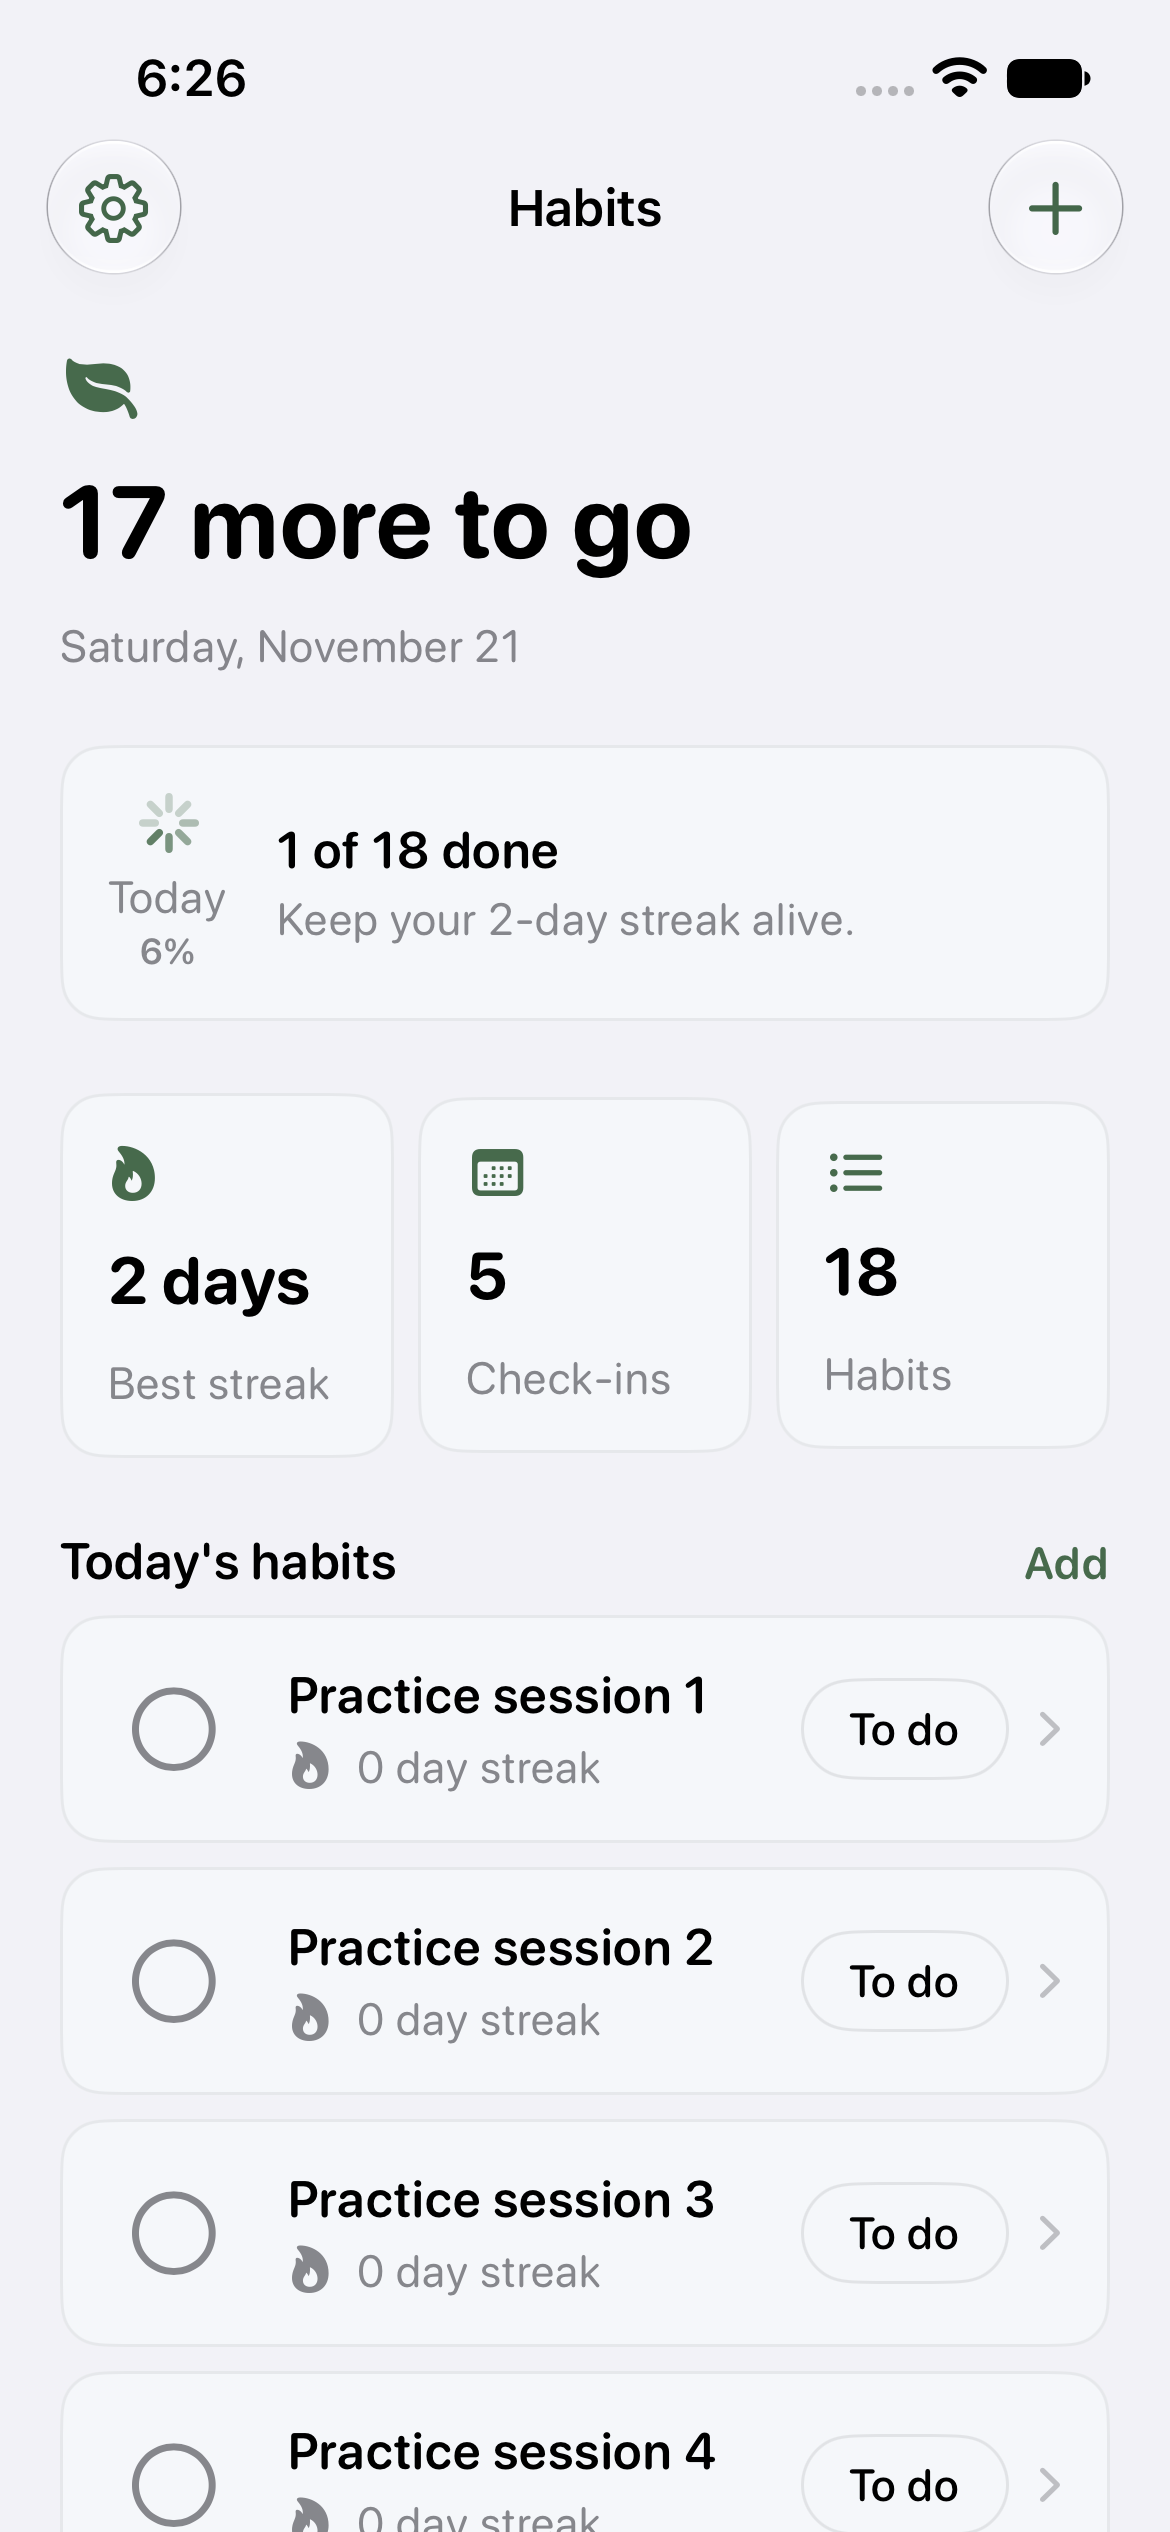 6:26
Habits
17 more to go
Saturday, November 21
Today
6%
1 of 18 done
Keep your 2-day streak alive.
2 days
Best streak
5
Check-ins
18
Habits
Today's habits
Add
Practice session 1
0 day streak
To do
Practice session 2
0 day streak
To do
Practice session 3
0 day streak
To do
Practice session 4
0 day streak
To do